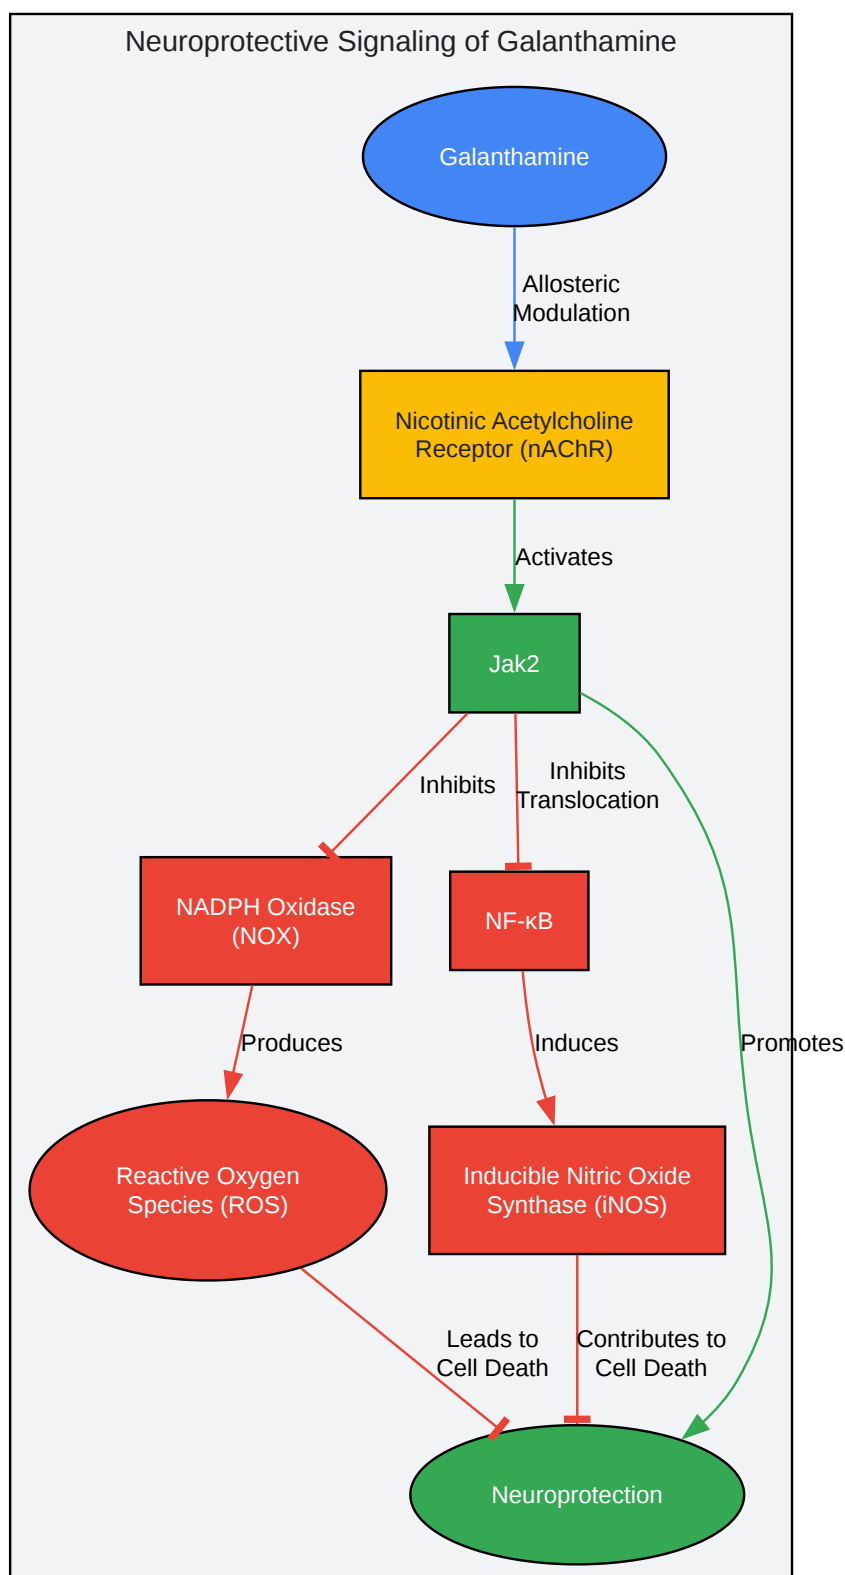 Neuroprotective Signaling of Galanthamine
Galanthamine
Allosteric
Modulation
Nicotinic Acetylcholine
Receptor (nAChR)
Activates
Jak2
Inhibits
Inhibits
Translocation
NADPH Oxidase
(NOX)
NF-κB
Produces
Induces
Promotes
Reactive Oxygen
Species (ROS)
Inducible Nitric Oxide
Synthase (iNOS)
Leads to
Cell Death
Contributes to
Cell Death
Neuroprotection